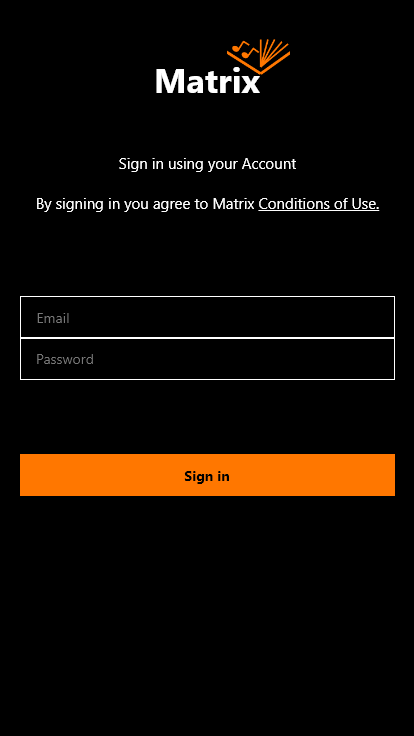 Matrix
Sign in using your Account
By signing in you agree to Matrix Conditions of Use.
Email
Password
Sign in